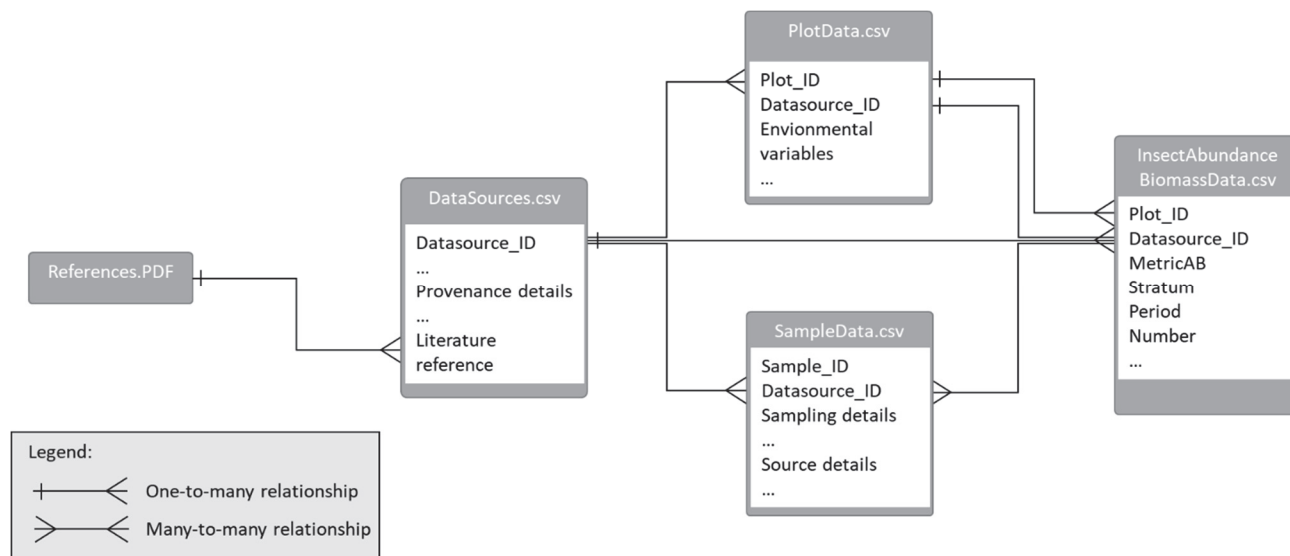 References.PDF
DataSources.csv
Datasource_ID
...
Provenance details
...
Literature
reference
PlotData.csv
Plot_ID
Datasource_ID
Envionmental
variables
...
SampleData.csv
Sample_ID
Datasource_ID
Sampling details
...
Source details
...
InsectAbundance
BiomassData.csv
Plot_ID
Datasource_ID
MetricAB
Stratum
Period
Number
...
Legend:
One-to-many relationship
Many-to-many relationship